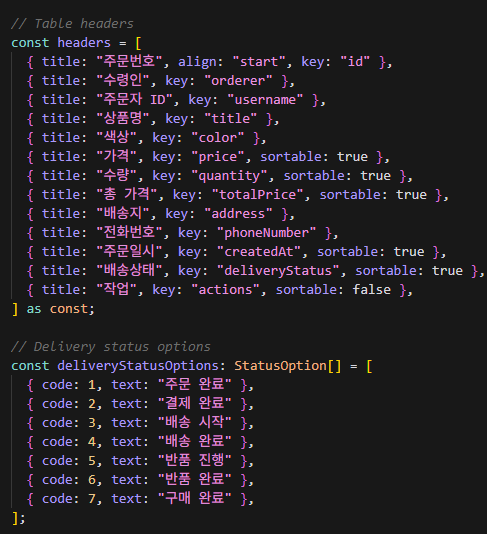 // Table headers
const headers = [
{ title: "주문번호", align: "start", key: "id" },
{ title: "수령인", key: "orderer" },
{ title: "주문자 ID", key: "username" },
{ title: "상품명", key: "title" },
{ title: "색상", key: "color" },
{ title: "가격", key: "price", sortable: true },
{ title: "수량", key: "quantity", sortable: true },
{ title: "총 가격", key: "totalPrice", sortable: true },
{ title: "배송지", key: "address" },
{ title: "전화번호", key: "phoneNumber" },
{ title: "주문일시", key: "createdAt", sortable: true },
{ title: "배송상태", key: "deliveryStatus", sortable: true },
{ title: "작업", key: "actions", sortable: false },
] as const;
// Delivery status options
const deliveryStatusOptions: StatusOption[] = [
{ code: 1, text: "주문 완료" },
{ code: 2, text: "결제 완료" },
{ code: 3, text: "배송 시작" },
{ code: 4, text: "배송 완료" },
{ code: 5, text: "반품 진행" },
{ code: 6, text: "반품 완료" },
{ code: 7, text: "구매 완료" },
];